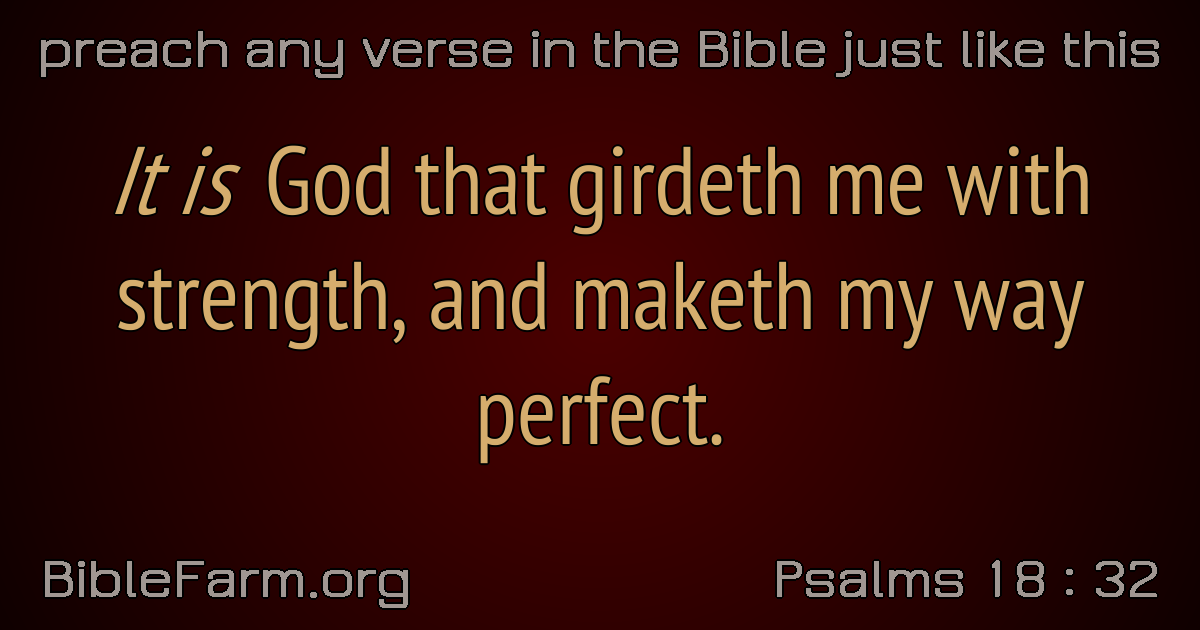 preach any verse in the Bible just like this
It is God that girdeth me with
strength, and maketh my way
perfect.
BibleFarm.org
Psalms 18 : 32